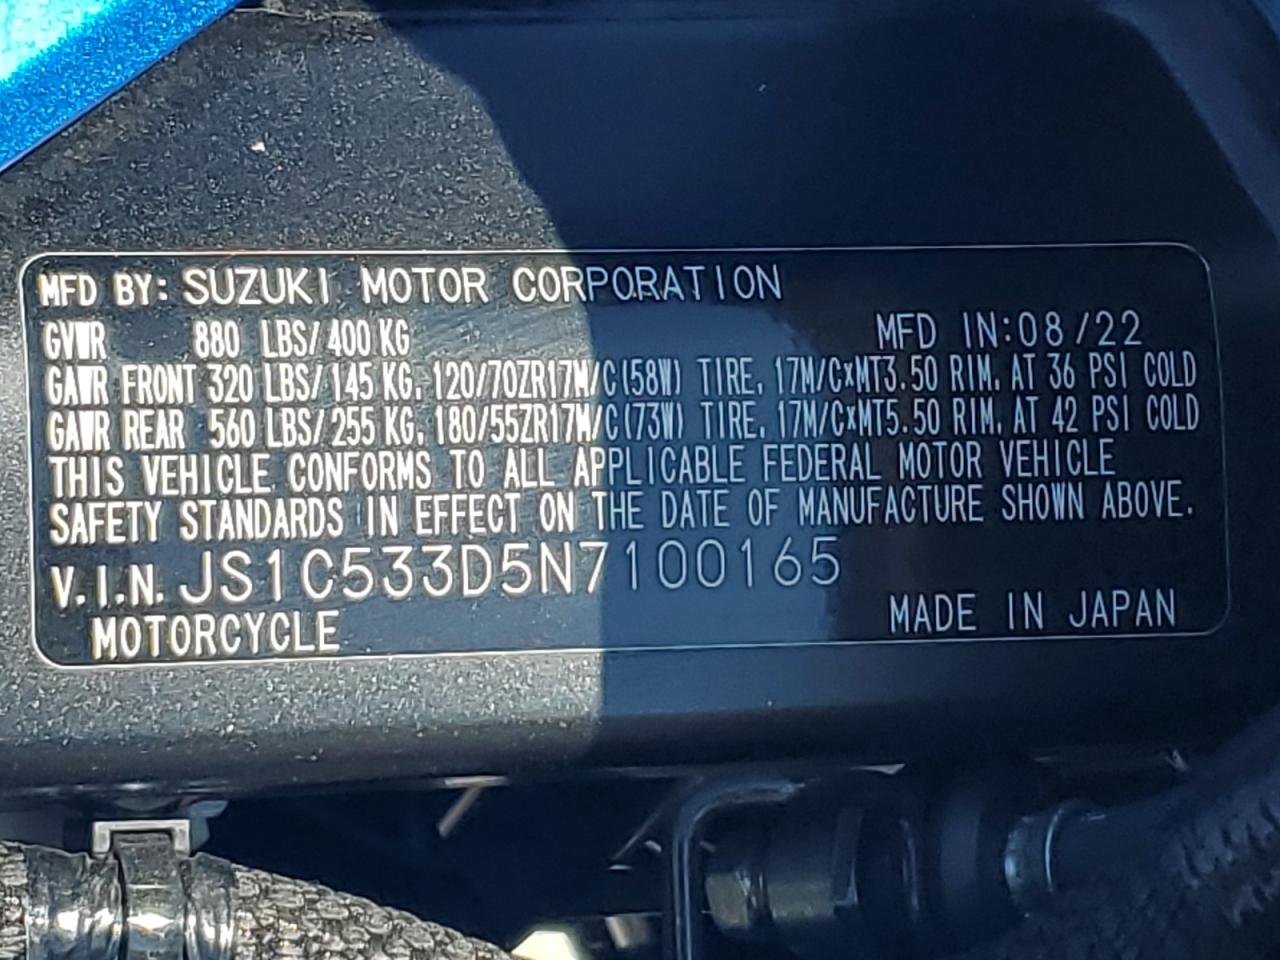 MFD BY: SUZUKI MOTOR CORPORATION
GVWR 880 LBS/400 KG MFD IN:08/22
GAWR FRONT 320 LBS/145 KG. 120/70ZR17M/C(58W) TIRE, 17M/C×MT3.50 RIM, AT 36 PSI COLD
GAWR REAR 560 LBS/255 KG. 180/55ZR17M/C(73W) TIRE, 17M/C×MT5.50 RIM, AT 42 PSI COLD
THIS VEHICLE CONFORMS TO ALL APPLICABLE FEDERAL MOTOR VEHICLE
SAFETY STANDARDS IN EFFECT ON THE DATE OF MANUFACTURE SHOWN ABOVE.
V.I.N. JS1C533D5N7100165
MOTORCYCLE MADE IN JAPAN